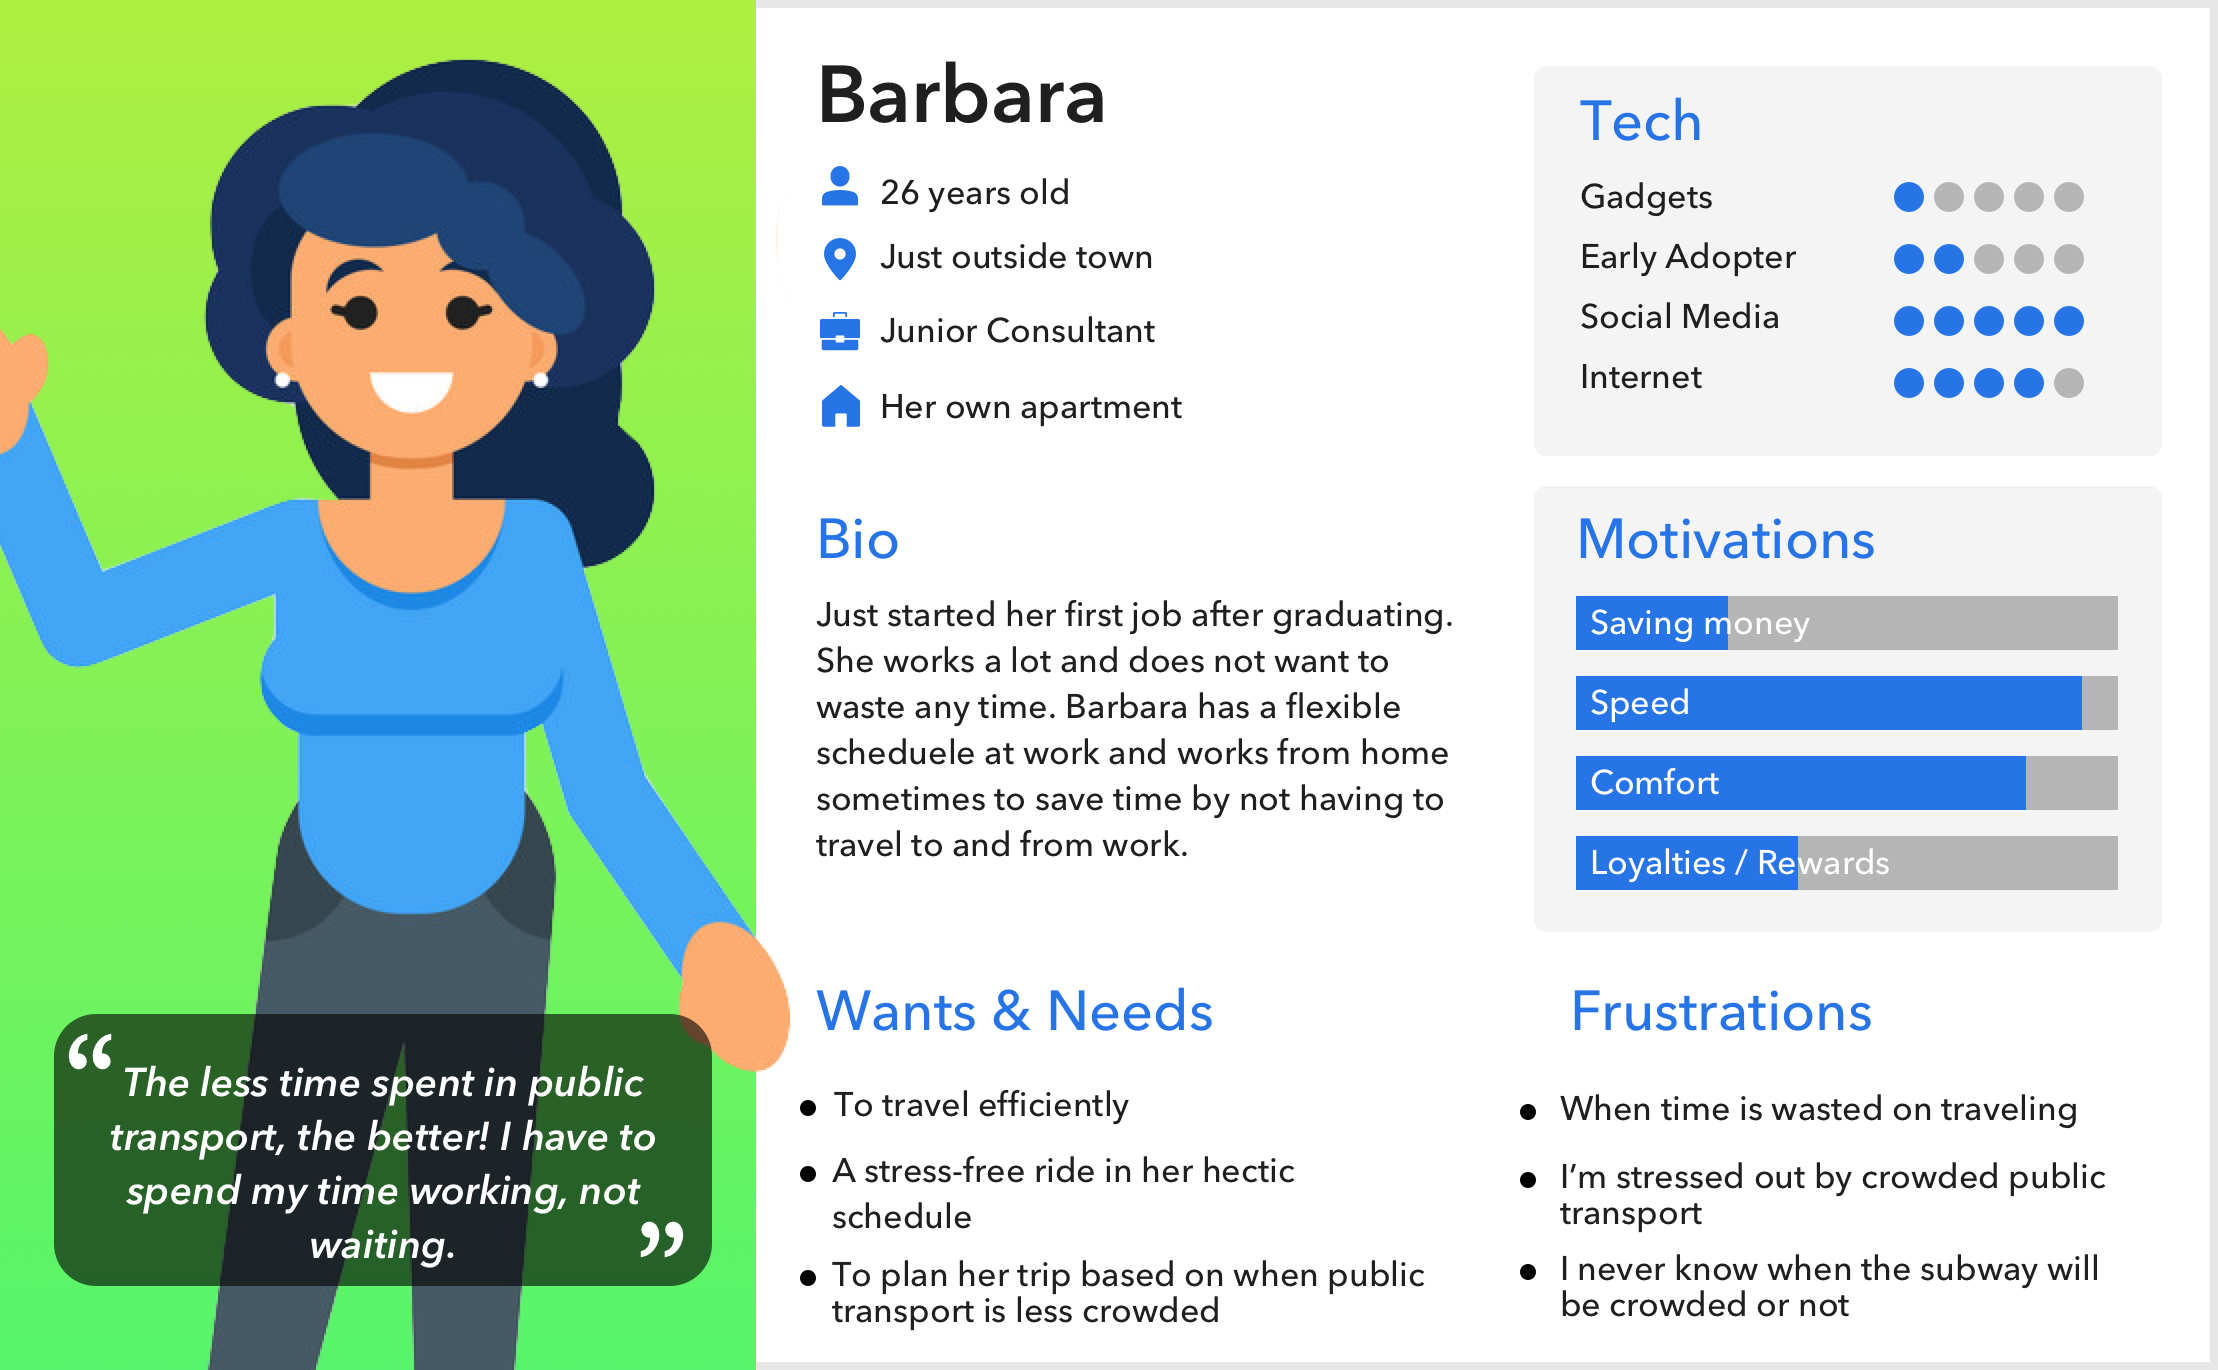 Barbara
26 years old
Just outside town
Junior Consultant
Her own apartment
Bio
Just started her first job after graduating.
She works a lot and does not want to
waste any time. Barbara has a flexible
scheduele at work and works from home
sometimes to save time by not having to
travel to and from work.
Tech
Gadgets
Early Adopter
Social Media
Internet
Motivations
Saving money
Speed
Comfort
Loyalties / Rewards
“ The less time spent in public
transport, the better! I have to
spend my time working, not
waiting. ”
Wants & Needs
To travel efficiently
A stress-free ride in her hectic
schedule
To plan her trip based on when public
transport is less crowded
Frustrations
When time is wasted on traveling
I’m stressed out by crowded public
transport
I never know when the subway will
be crowded or not